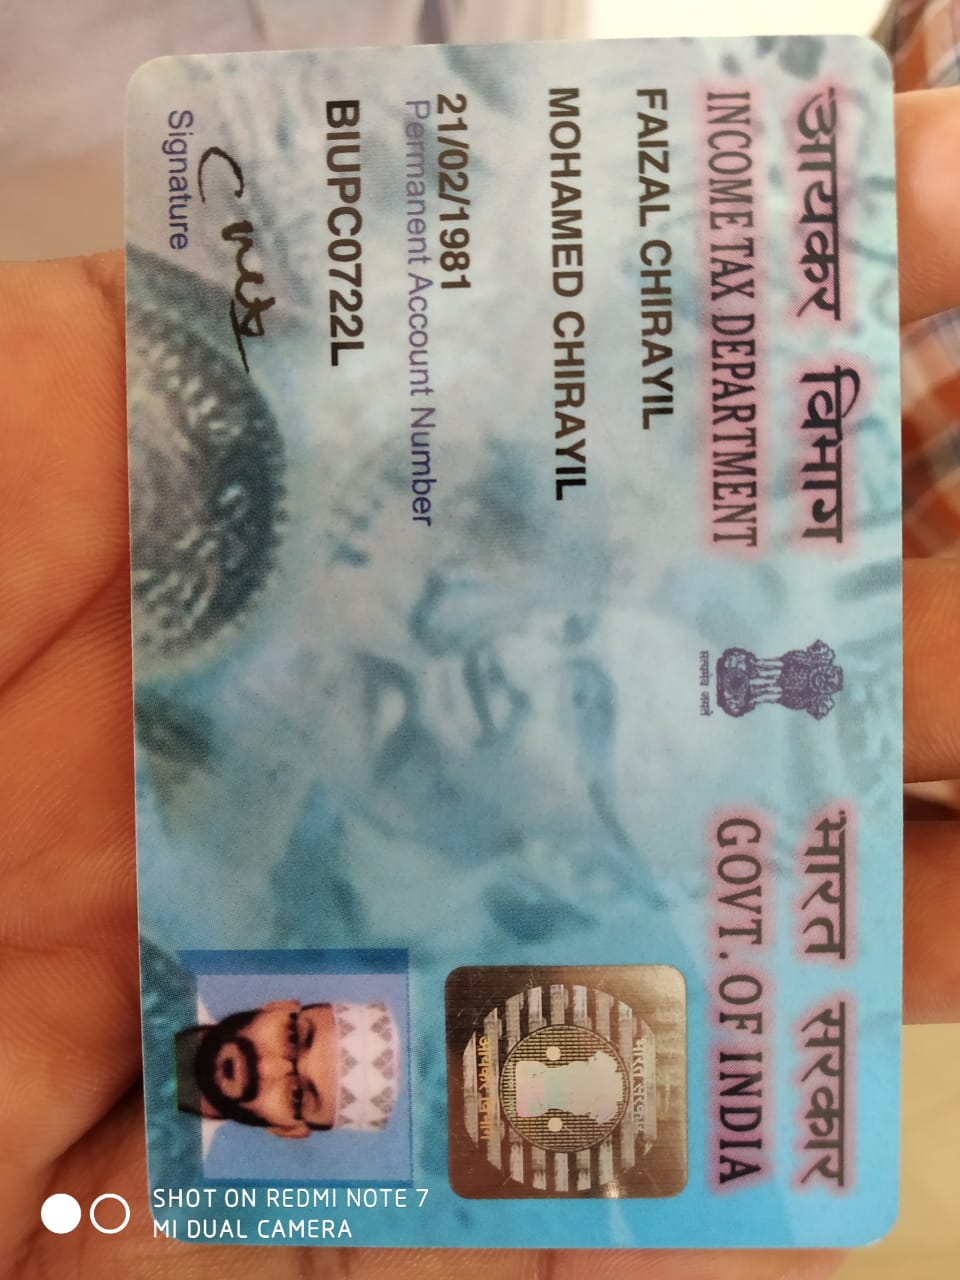 आयकर विभाग
INCOME TAX DEPARTMENT
सत्यमेव जयते
भारत सरकार
GOVT. OF INDIA
FAIZAL CHIRAYIL
MOHAMED CHIRAYIL
21/02/1981
Permanent Account Number
BIUPC0722L
Signature
भारत सरकार
आयकर विभाग
SHOT ON REDMI NOTE 7
MI DUAL CAMERA